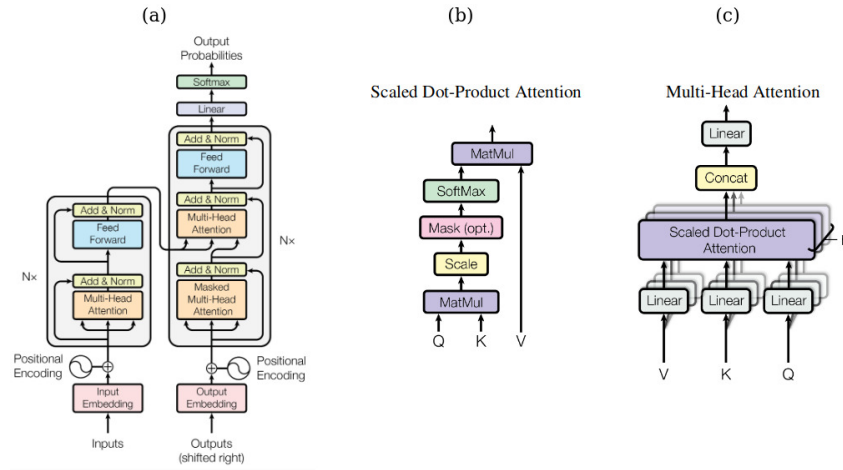 (a)
Output
Probabilities
Softmax
Linear
Add & Norm
Feed
Forward
Add & Norm
Multi-Head
Attention
Add & Norm
Masked
Multi-Head
Attention
Nx
Add & Norm
Feed
Forward
Nx
Add & Norm
Multi-Head
Attention
Positional
Encoding
Positional
Encoding
Input
Embedding
Output
Embedding
Inputs
Outputs
(shifted right)
(b)
Scaled Dot-Product Attention
MatMul
SoftMax
Mask (opt.)
Scale
MatMul
Q K V
(c)
Multi-Head Attention
Linear
Concat
Scaled Dot-Product
Attention
Linear Linear Linear
V K Q